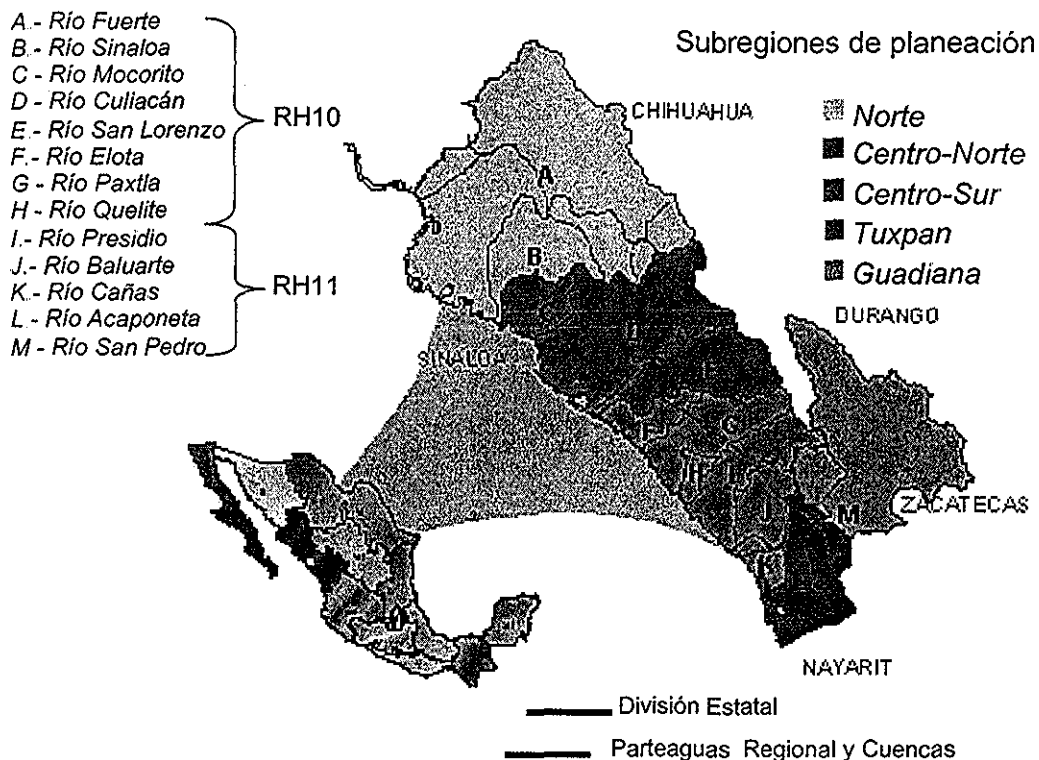 A.- Río Fuerte
B.- Río Sinaloa
C - Río Mocorito
D - Río Culiacán
E.- Río San Lorenzo
F.- Río Elota
G - Río Paxtla
H - Río Quelite
I.- Río Presidio
J.- Río Baluarte
K.- Río Cañas
L.- Río Acaponeta
M - Río San Pedro
RH10
RH11
Subregiones de planeación
Norte
Centro-Norte
Centro-Sur
Tuxpan
Guadiana
CHIHUAHUA
A
B
SINALOA
DURANGO
F
G
H
I
J
M
ZACATECAS
NAYARIT
División Estatal
Parteaguas Regional y Cuencas